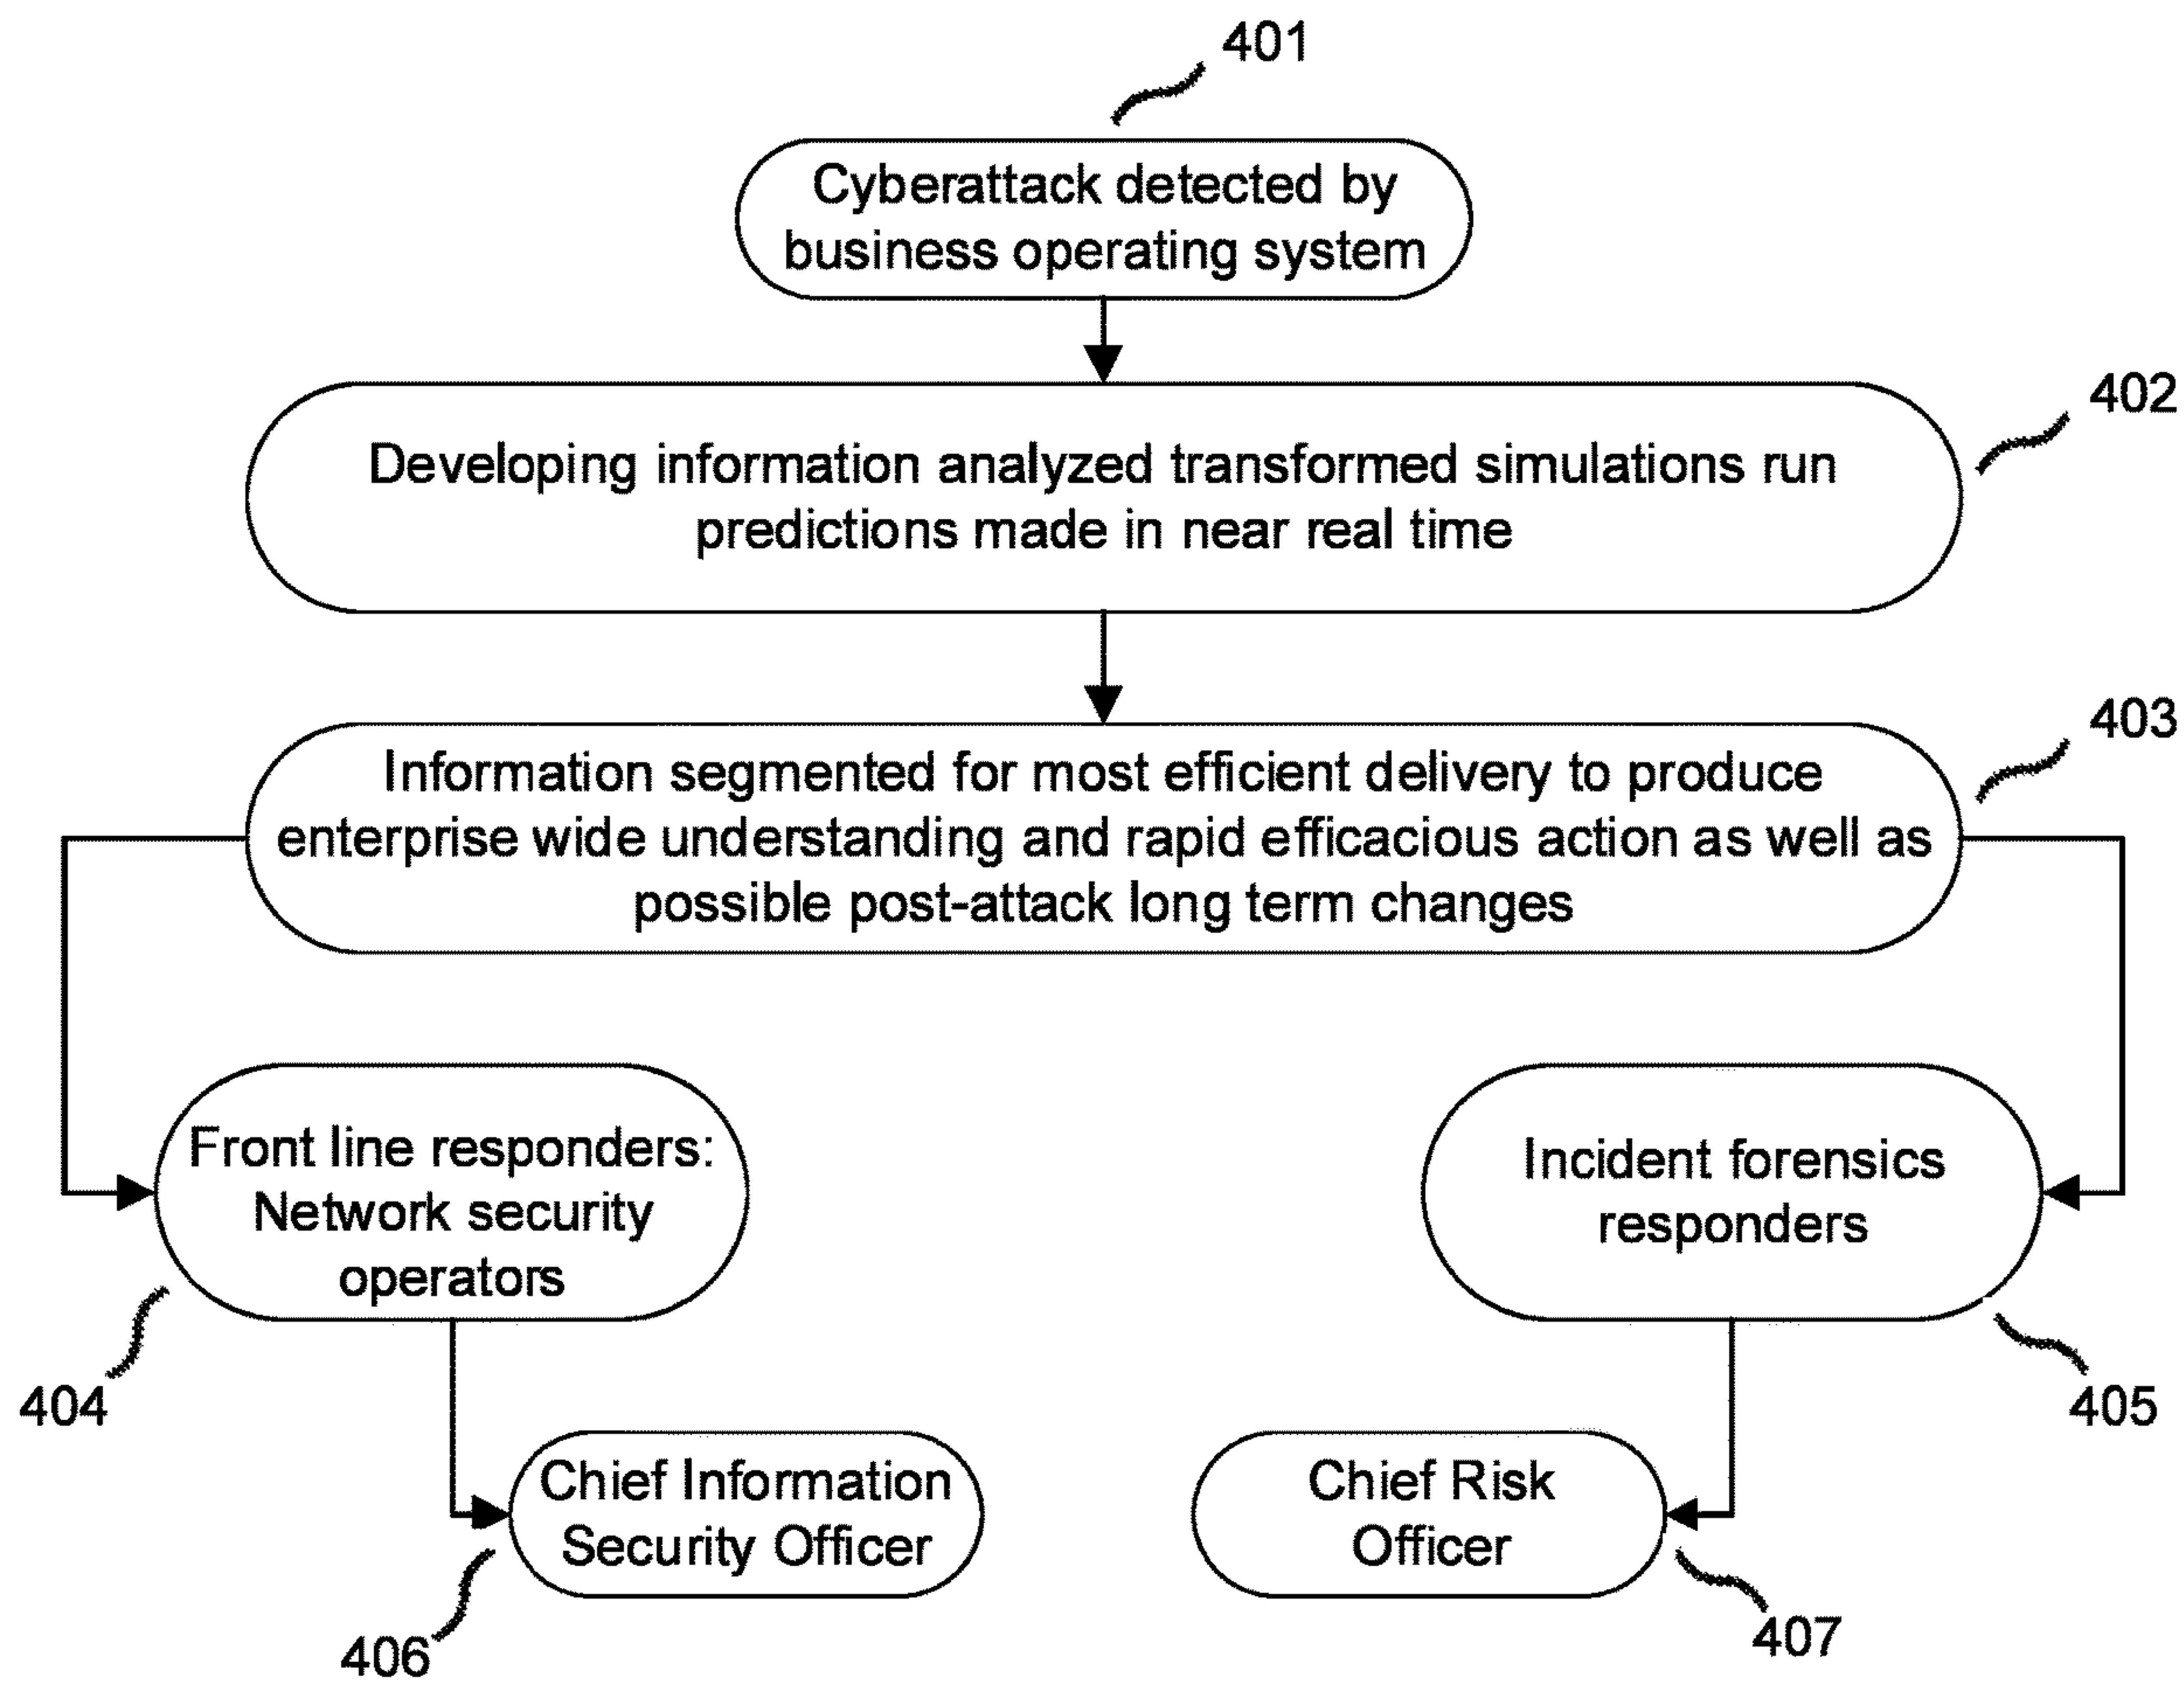 401
Cyberattack detected by
business operating system
402
Developing information analyzed transformed simulations run
predictions made in near real time
403
Information segmented for most efficient delivery to produce
enterprise wide understanding and rapid efficacious action as well as
possible post-attack long term changes
Front line responders:
Network security
operators
404
Incident forensics
responders
405
Chief Information
Security Officer
406
Chief Risk
Officer
407